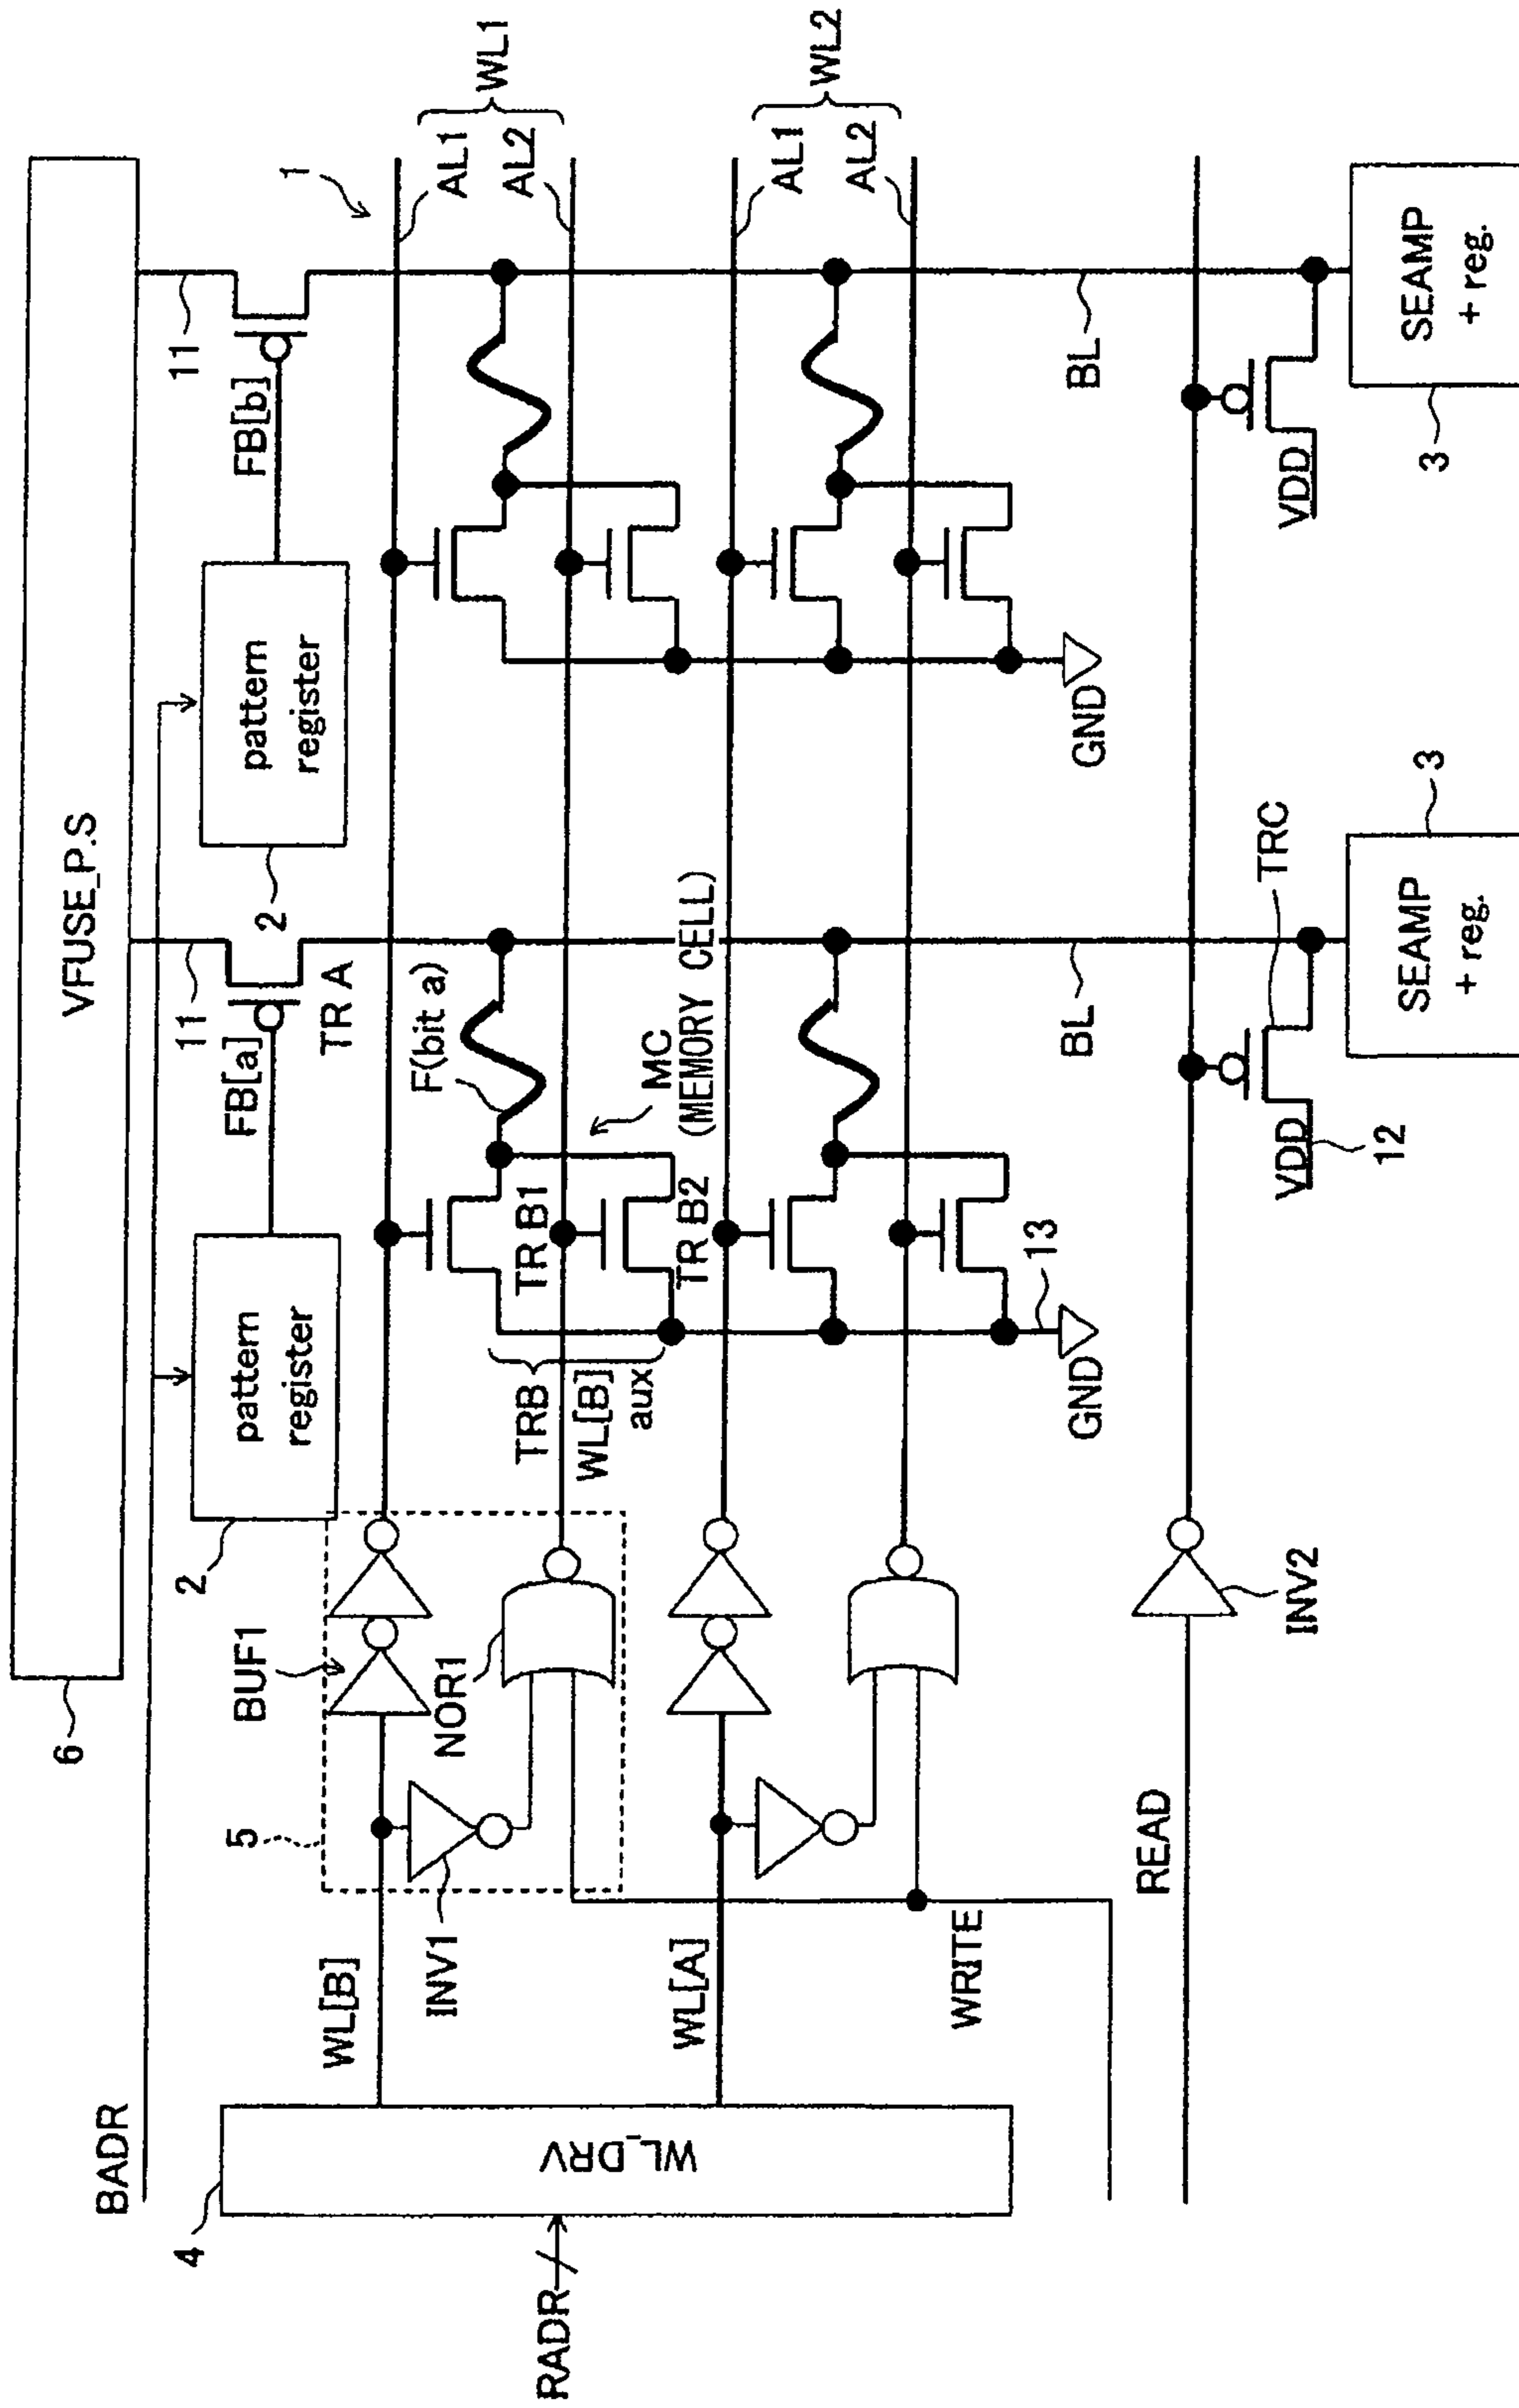 6
VFUSE_P.S
BADR
11
11
4
2
pattern
register
FB[a]
TR A
2
pattern
register
FB[b]
1
RADR
WL_DRV
WL[B]
5
BUF1
INV1
NOR1
TRB
WL[B]
aux
TR B1
TR B2
F(bit a)
MC
(MEMORY CELL)
AL1
AL2
WL1
WL[A]
AL1
AL2
WL2
WRITE
GND
13
BL
GND
BL
READ
INV2
VDD
12
TRC
VDD
SEAMP
+ reg.
3
SEAMP
+ reg.
3